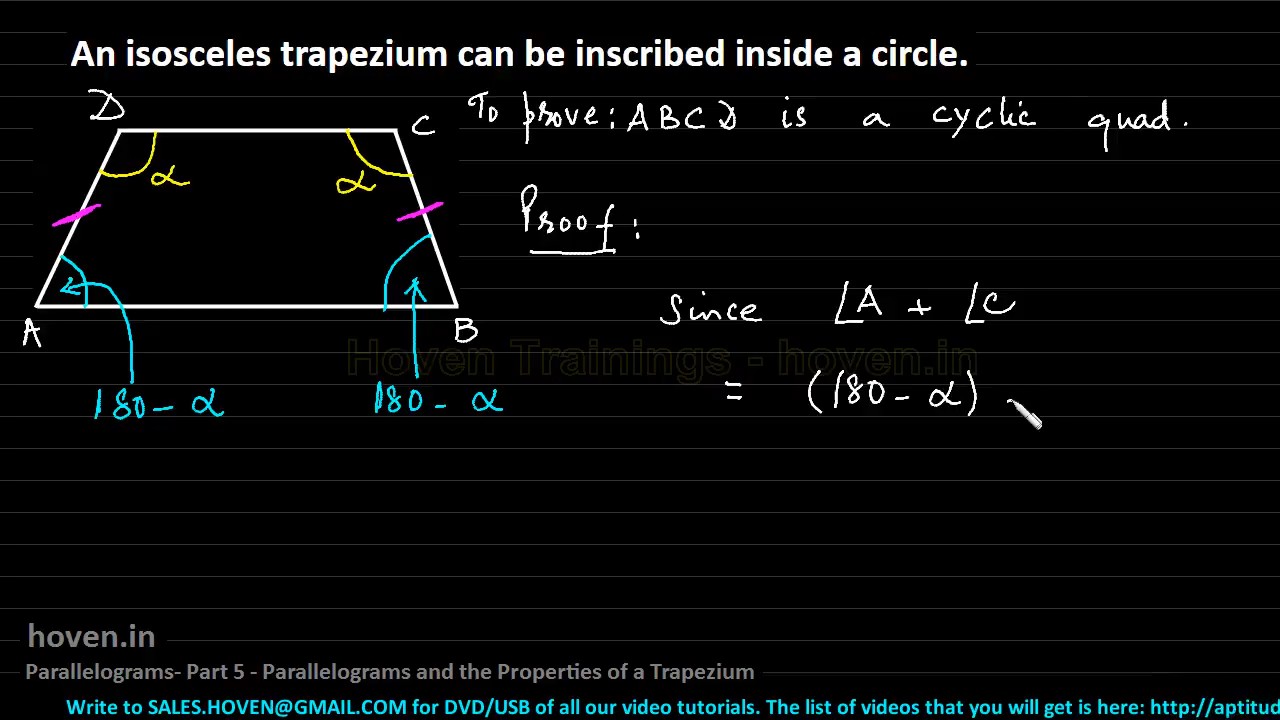 An isosceles trapezium can be inscribed inside a circle.
D C To prove: ABCD is a cyclic quad.
α α
Proof:
Since ∠A + ∠C
A B
Hoven Trainings - hoven.in
180 - α 180 - α = (180 - α)
hoven.in
Parallelograms- Part 5 - Parallelograms and the Properties of a Trapezium
Write to SALES.HOVEN@GMAIL.COM for DVD/USB of all our video tutorials. The list of videos that you will get is here: http://aptitud